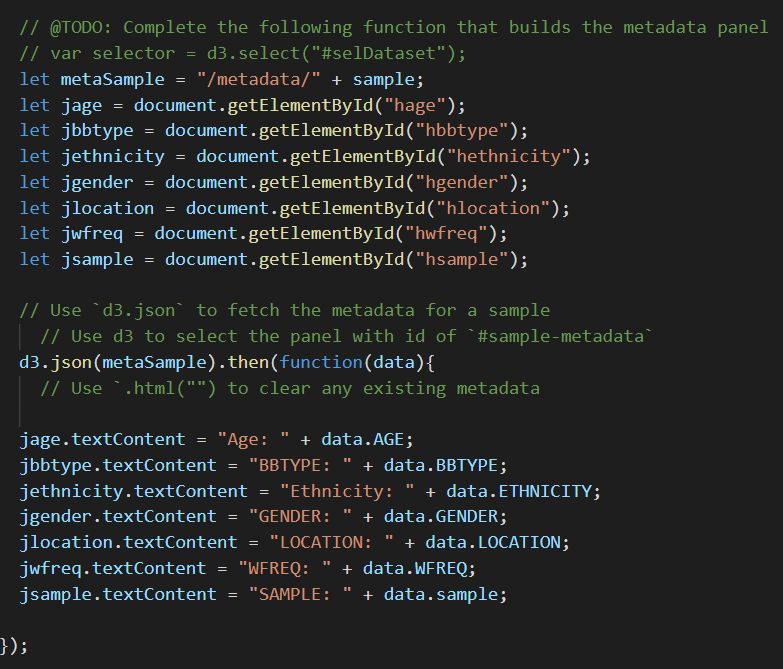 // @TODO: Complete the following function that builds the metadata panel
// var selector = d3.select("#selDataset");
let metaSample = "/metadata/" + sample;
let jage = document.getElementById("hage");
let jbbtype = document.getElementById("hbbtype");
let jethnicity = document.getElementById("hethnicity");
let jgender = document.getElementById("hgender");
let jlocation = document.getElementById("hlocation");
let jwfreq = document.getElementById("hwfreq");
let jsample = document.getElementById("hsample");
// Use `d3.json` to fetch the metadata for a sample
// Use d3 to select the panel with id of `#sample-metadata`
d3.json(metaSample).then(function(data){
// Use `.html("") to clear any existing metadata
jage.textContent = "Age: " + data.AGE;
jbbtype.textContent = "BBTYPE: " + data.BBTYPE;
jethnicity.textContent = "Ethnicity: " + data.ETHNICITY;
jgender.textContent = "GENDER: " + data.GENDER;
jlocation.textContent = "LOCATION: " + data.LOCATION;
jwfreq.textContent = "WFREQ: " + data.WFREQ;
jsample.textContent = "SAMPLE: " + data.sample;
});